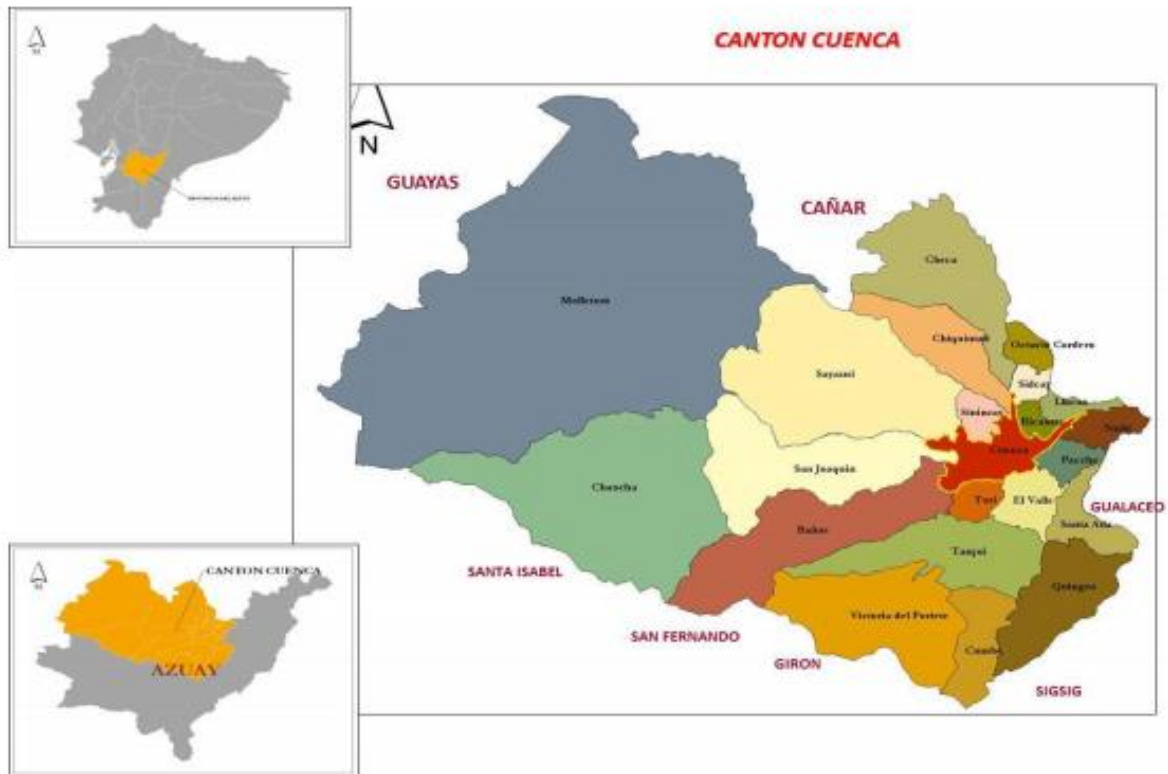 CANTON CUENCA
N
GUAYAS
CAÑAR
Checa
Molleturo
Chiquintad
Octavio Cordero
Sayausi
Sidcay
Llacao
Sinincay
Ricaurte
Nulti
Cuenca
San Joaquin
Paccha
Chaucha
Turi
El Valle
GUALACEO
Santa Ana
Baños
Tarqui
SANTA ISABEL
Quingeo
Victoria del Portete
SAN FERNANDO
Cumbe
GIRON
SIGSIG
N
CANTON CUENCA
AZUAY